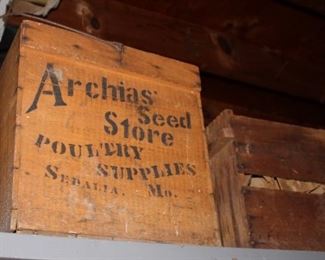 Archias'
Seed
Store
POULTRY
SUPPLIES
SEDALIA, Mo.